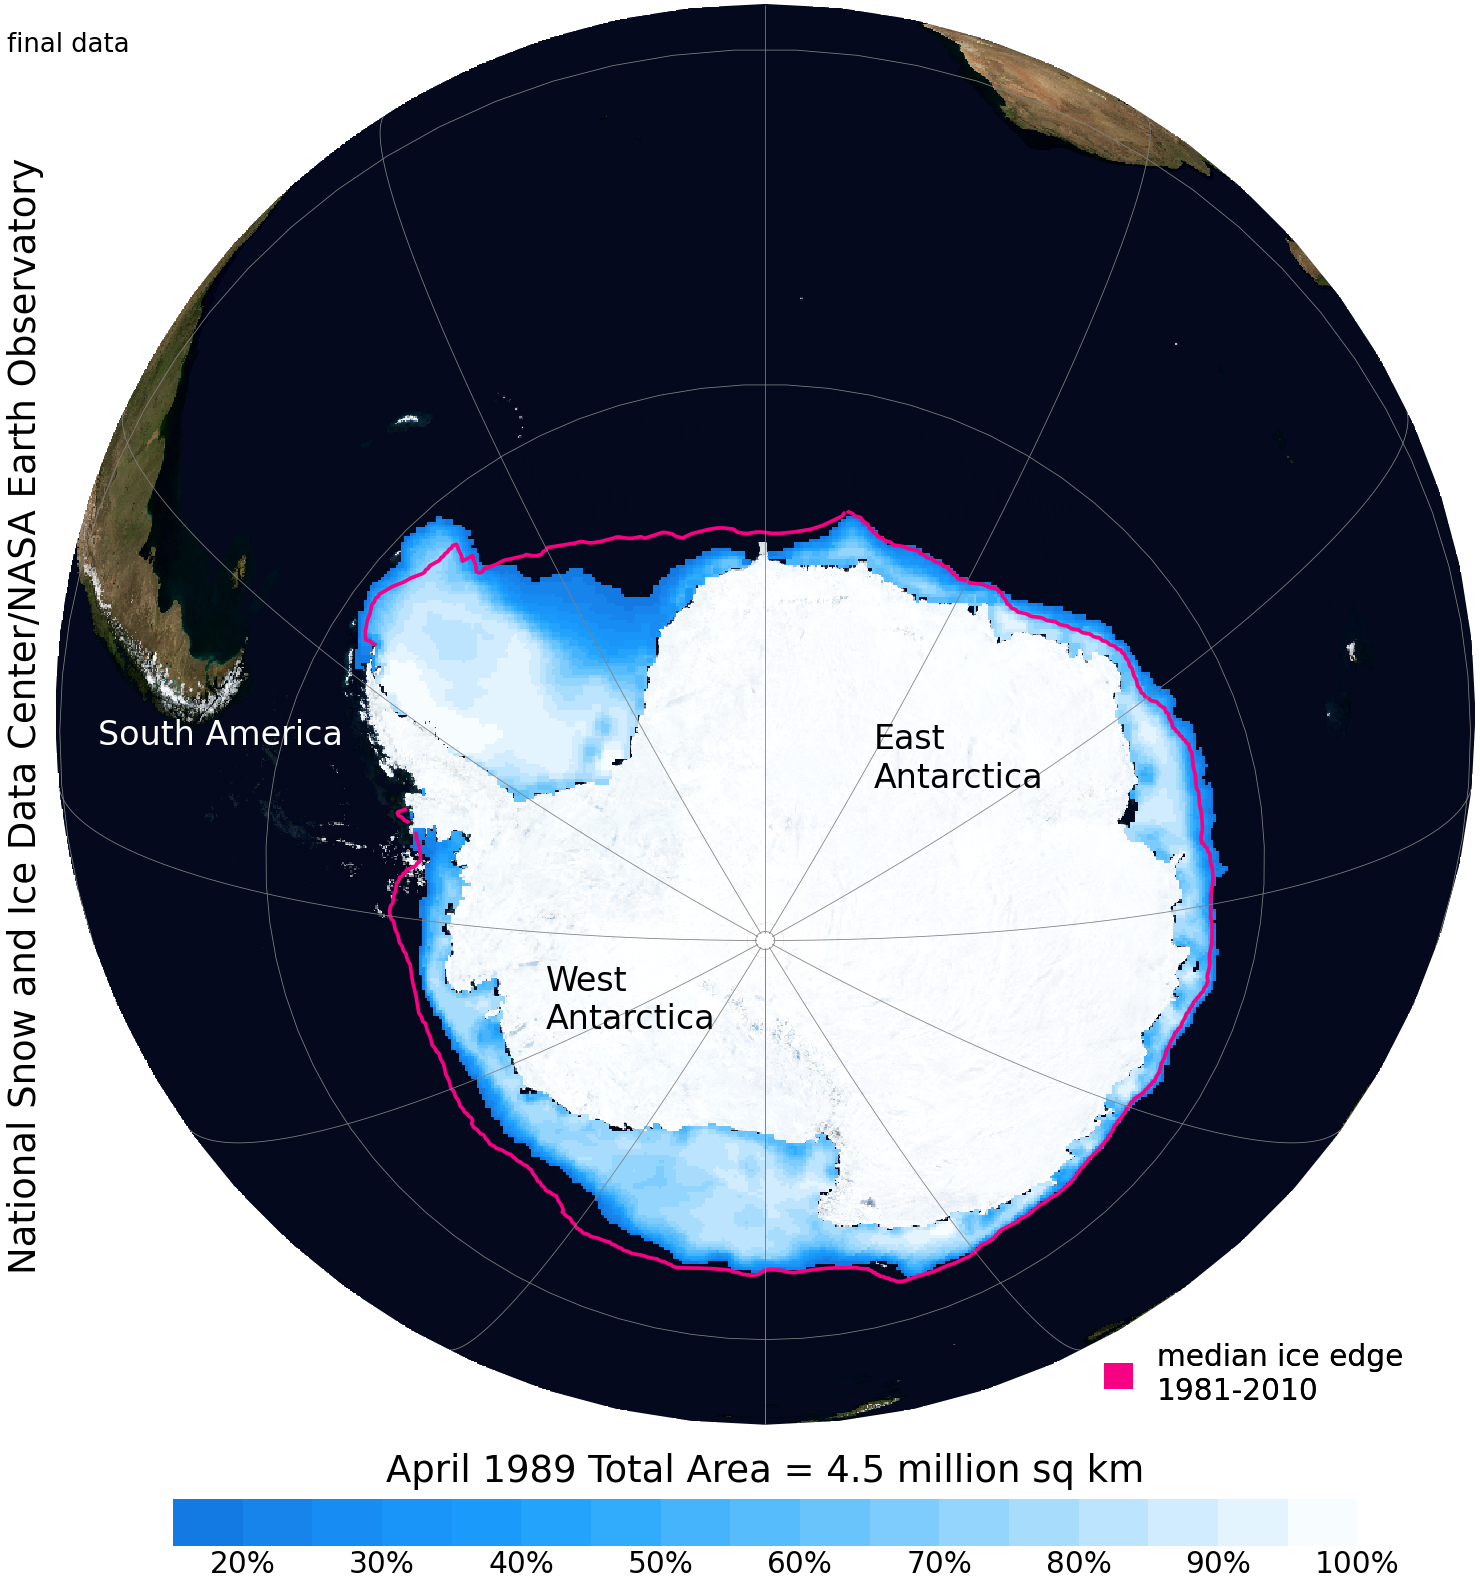 final data
National Snow and Ice Data Center/NASA Earth Observatory
South America
East
Antarctica
West
Antarctica
median ice edge
1981-2010
April 1989 Total Area = 4.5 million sq km
20% 30% 40% 50% 60% 70% 80% 90% 100%